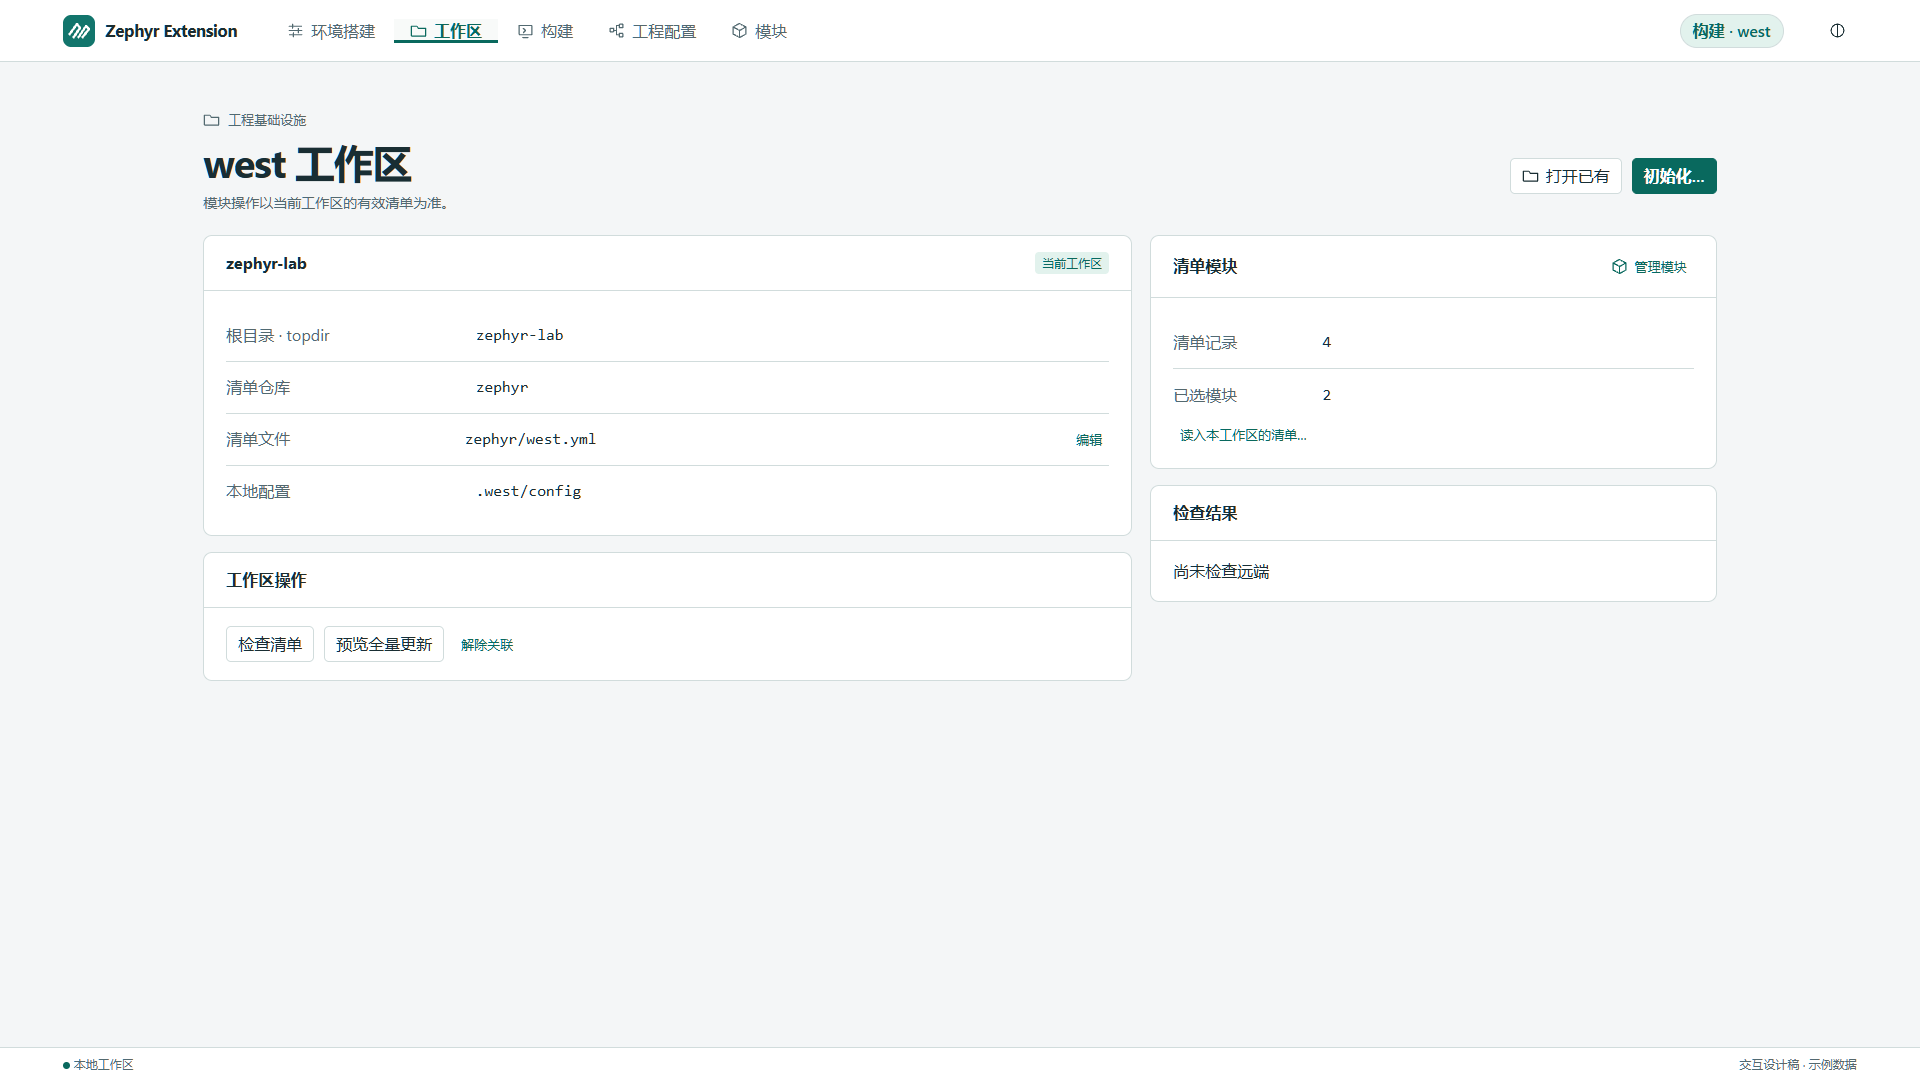 Zephyr Extension
环境搭建
工作区
构建
工程配置
模块
构建 · west
工程基础设施
west 工作区
模块操作以当前工作区的有效清单为准。
打开已有
初始化...
zephyr-lab
当前工作区
根目录 · topdir
zephyr-lab
清单仓库
zephyr
清单文件
zephyr/west.yml
编辑
本地配置
.west/config
工作区操作
检查清单
预览全量更新
解除关联
清单模块
管理模块
清单记录
4
已选模块
2
读入本工作区的清单...
检查结果
尚未检查远端
本地工作区
交互设计稿 · 示例数据